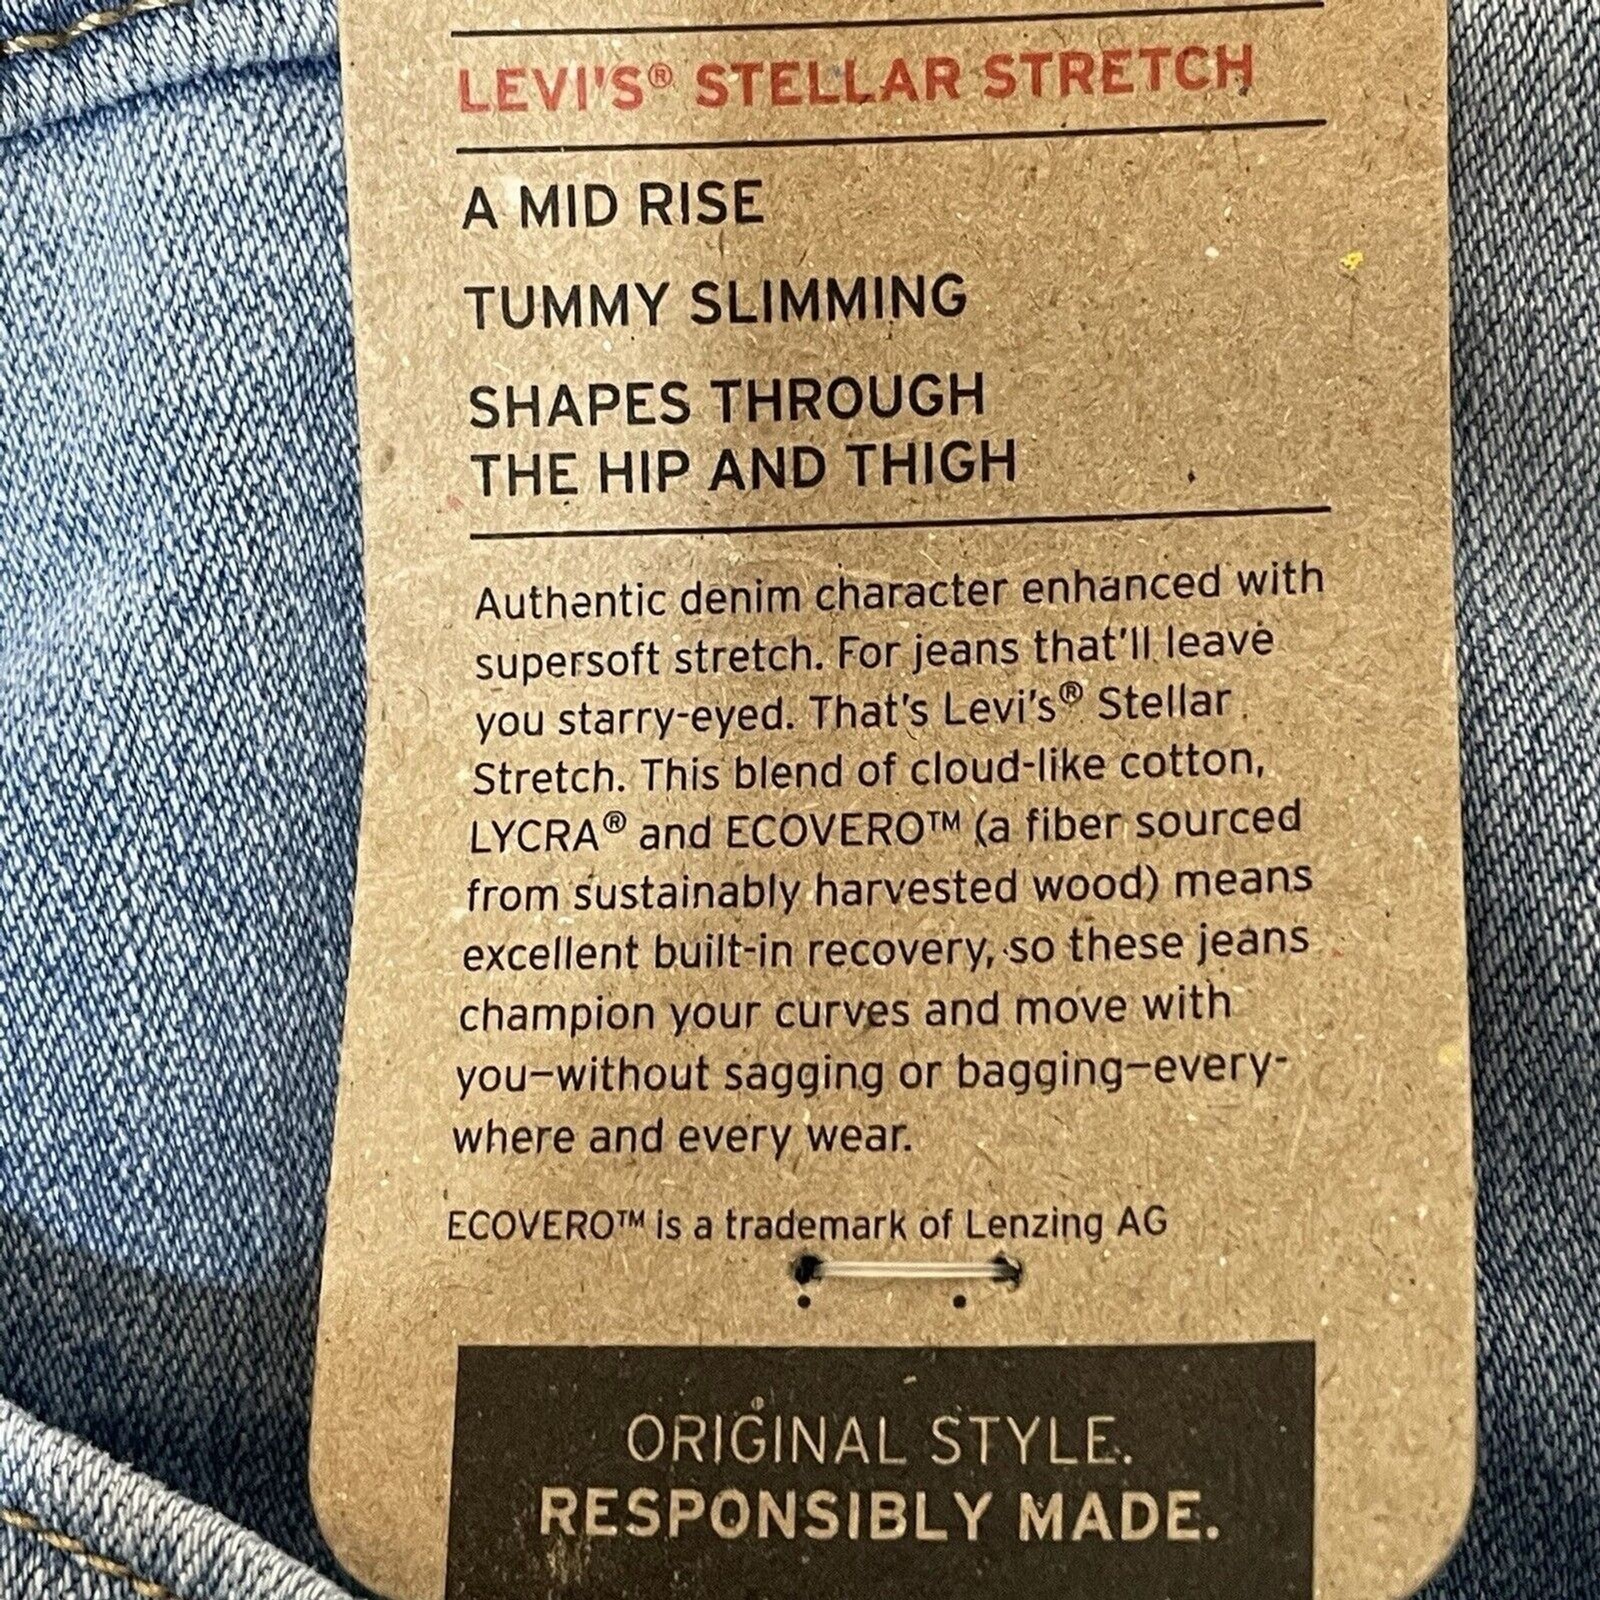 LEVI'S® STELLAR STRETCH
A MID RISE
TUMMY SLIMMING
SHAPES THROUGH
THE HIP AND THIGH
Authentic denim character enhanced with
supersoft stretch. For jeans that'll leave
you starry-eyed. That's Levi's® Stellar
Stretch. This blend of cloud-like cotton,
LYCRA® and ECOVERO™ (a fiber sourced
from sustainably harvested wood) means
excellent built-in recovery, so these jeans
champion your curves and move with
you—without sagging or bagging—every-
where and every wear.
ECOVERO™ is a trademark of Lenzing AG
ORIGINAL STYLE.
RESPONSIBLY MADE.